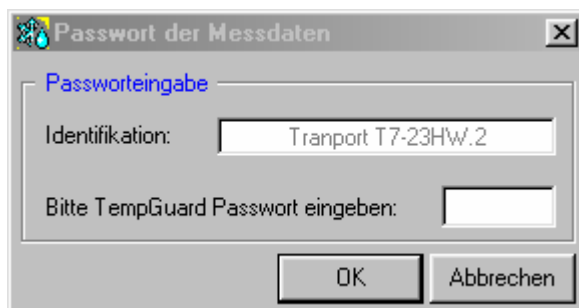 Passwort der Messdaten
Passworteingabe
Identifikation: Tranport T7-23HW.2
Bitte TempGuard Passwort eingeben:
OK Abbrechen